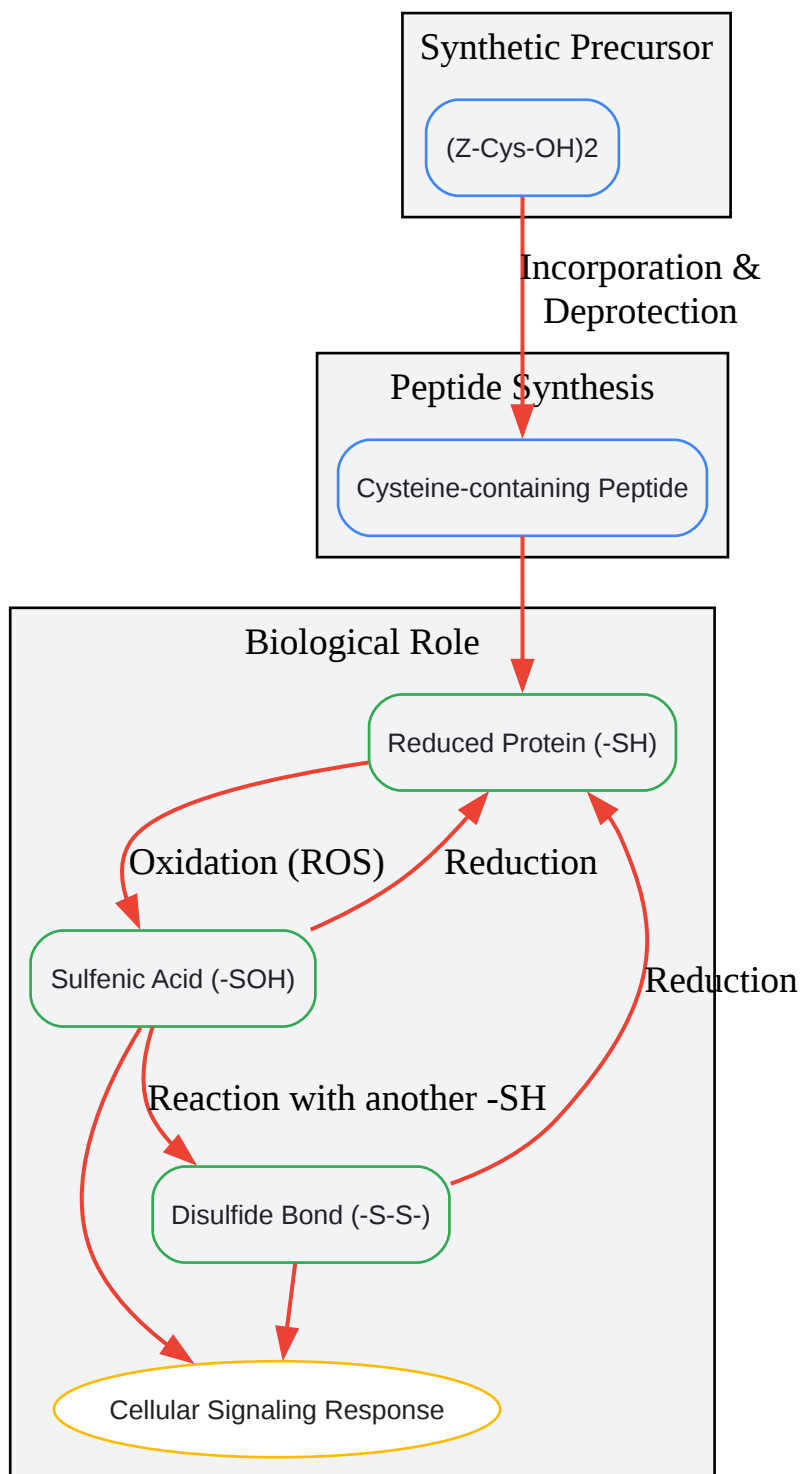 Synthetic Precursor
(Z-Cys-OH)2
Incorporation &
Deprotection
Peptide Synthesis
Cysteine-containing Peptide
Biological Role
Reduced Protein (-SH)
Oxidation (ROS)
Reduction
Sulfenic Acid (-SOH)
Reduction
Reaction with another -SH
Disulfide Bond (-S-S-)
Cellular Signaling Response